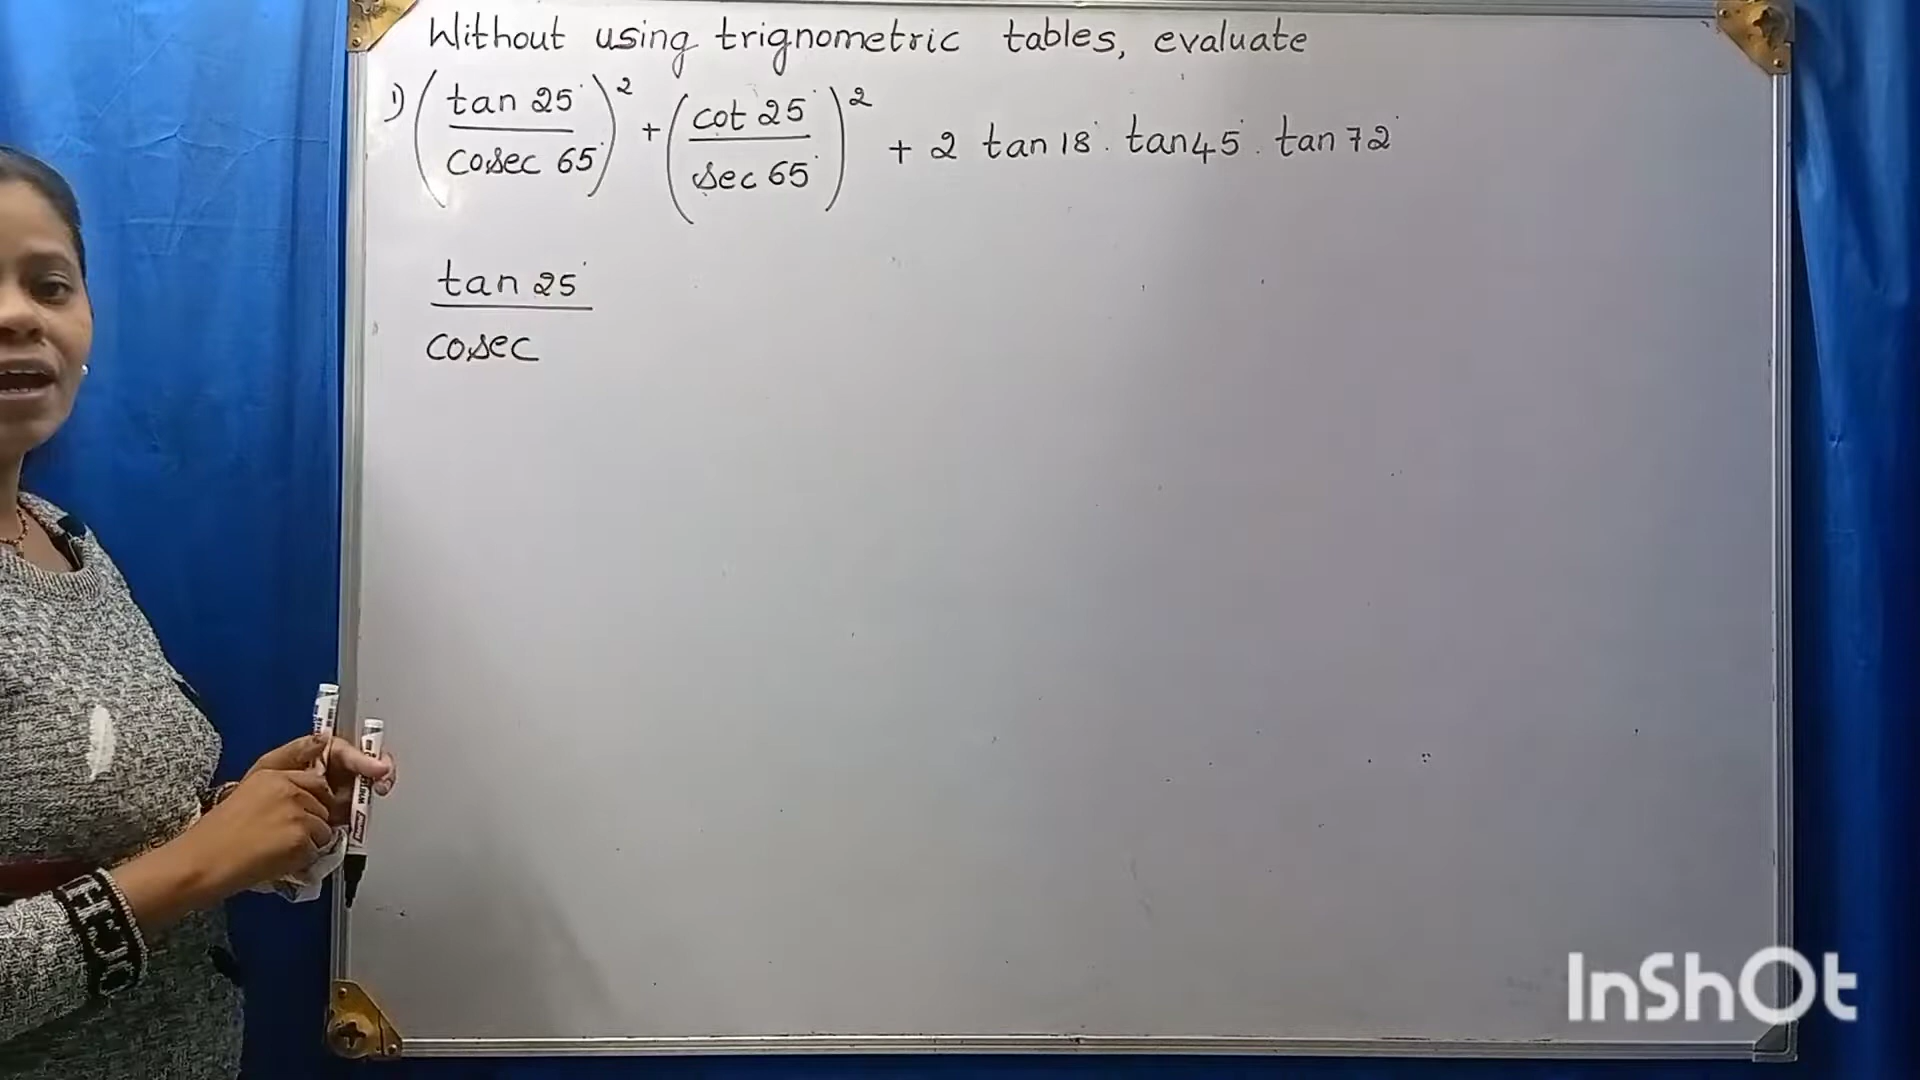 Without using trignometric tables, evaluate
1) (tan 25° / cosec 65°)² + (cot 25° / sec 65°)² + 2 tan 18° . tan 45° . tan 72°
tan 25°
cosec
InShOt